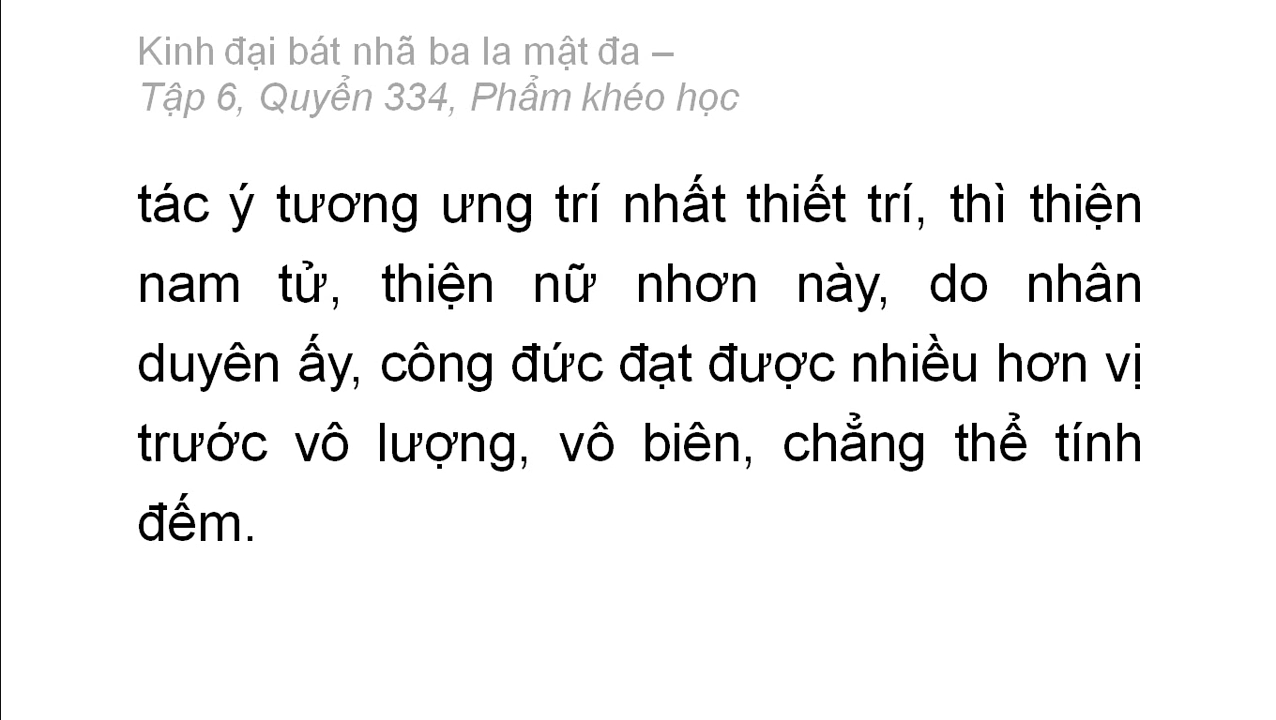 Kinh đại bát nhã ba la mật đa –
Tập 6, Quyển 334, Phẩm khéo học
tác ý tương ưng trí nhất thiết trí, thì thiện
nam tử, thiện nữ nhơn này, do nhân
duyên ấy, công đức đạt được nhiều hơn vị
trước vô lượng, vô biên, chẳng thể tính
đếm.